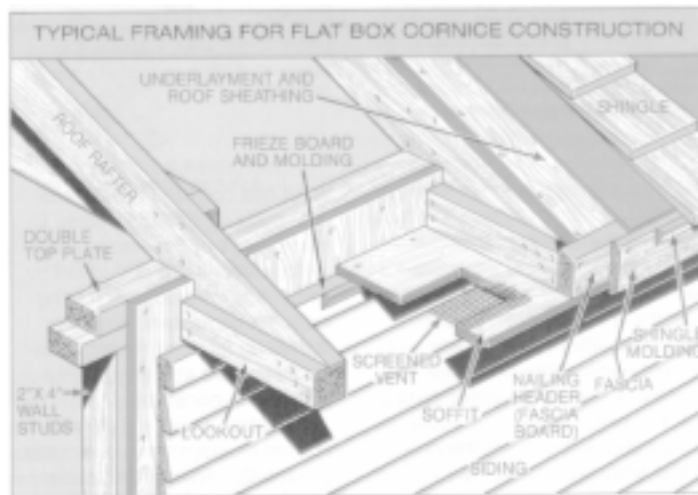 TYPICAL FRAMING FOR FLAT BOX CORNICE CONSTRUCTION
UNDERLAYMENT AND
ROOF SHEATHING
SHINGLE
ROOF RAFTER
FRIEZE BOARD
AND MOLDING
DOUBLE
TOP PLATE
SHINGLE
MOLDING
SCREENED
VENT
NAILING
HEADER
(FASCIA
BOARD)
FASCIA
2" X 4"
WALL
STUDS
LOOKOUT
SOFFIT
SIDING